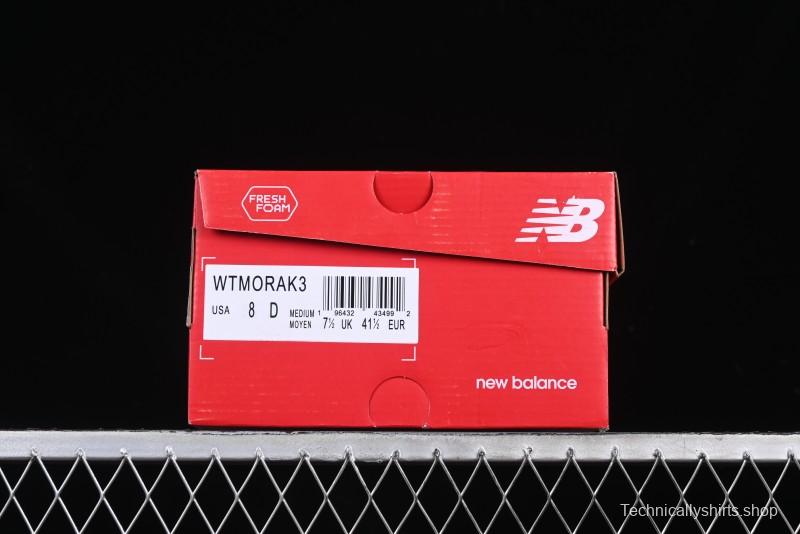 FRESH
FOAM
NB
WTMORAK3
USA 8 D MEDIUM
MOYEN 7½ UK 41½ EUR
1 96432 43499 2
new balance
Technicallyshirts.shop